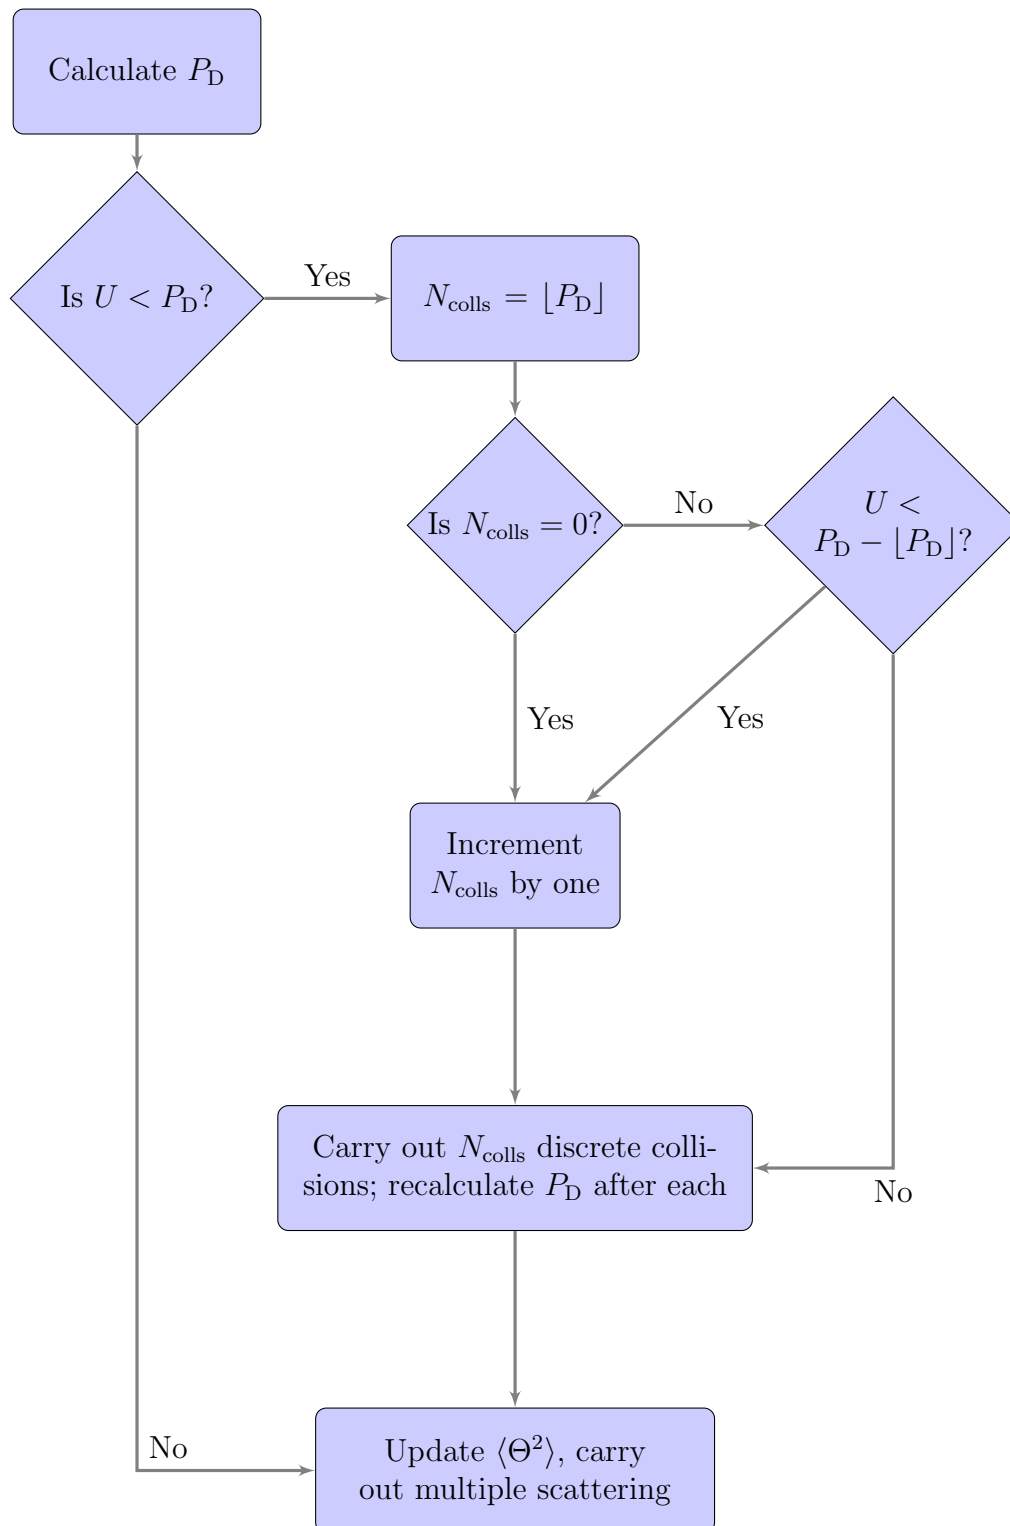 Calculate P_D
Is U < P_D?
Yes
N_colls = ⌊P_D⌋
Is N_colls = 0?
No
U <
P_D − ⌊P_D⌋?
Yes
Yes
Increment
N_colls by one
Carry out N_colls discrete colli-
sions; recalculate P_D after each
No
No
Update ⟨Θ²⟩, carry
out multiple scattering